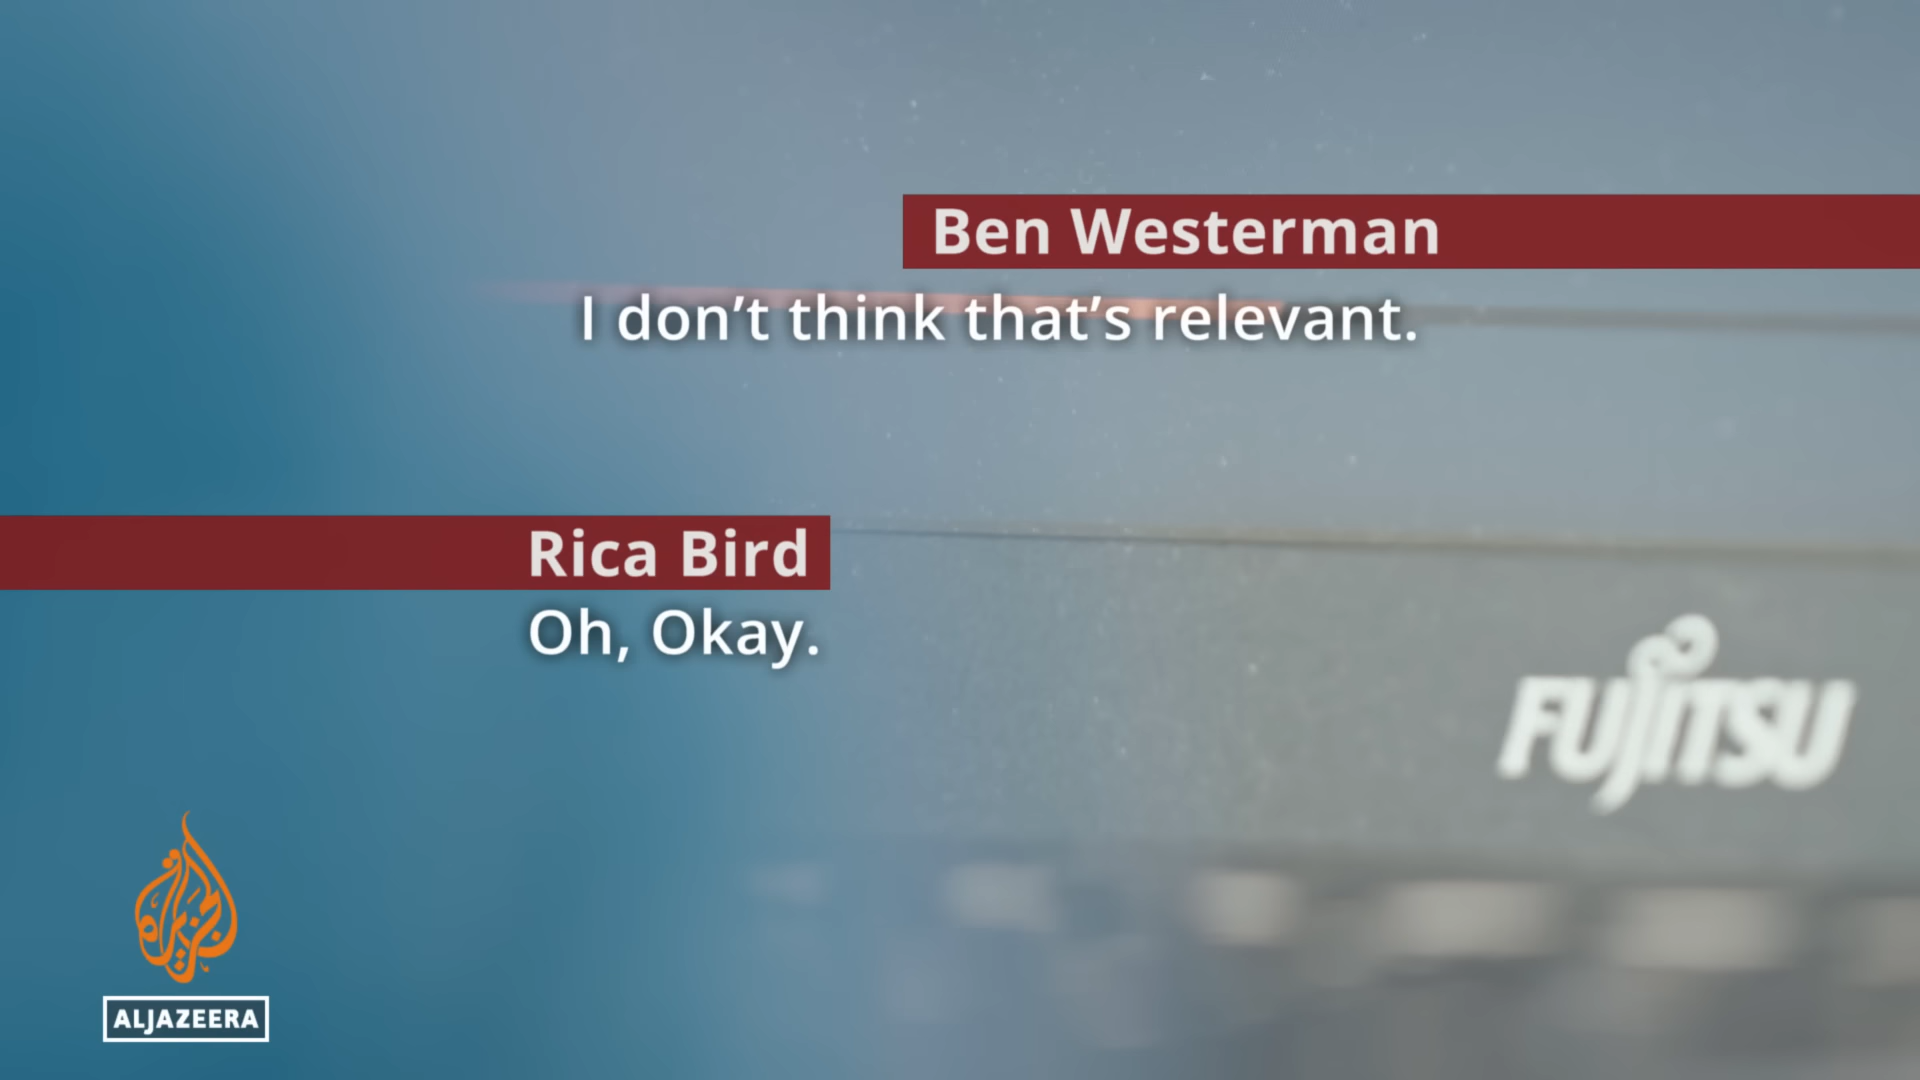 Ben Westerman
I don’t think that’s relevant.
Rica Bird
Oh, Okay.
FUJITSU
ALJAZEERA